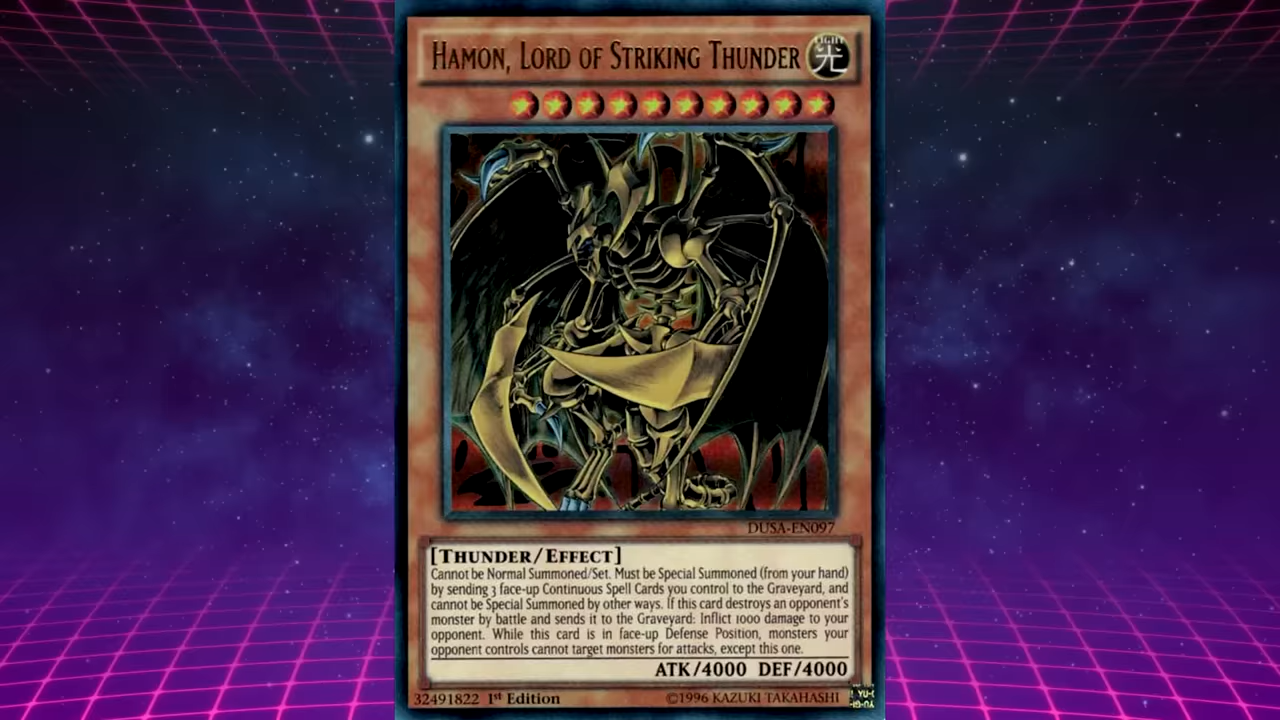 HAMON, LORD OF STRIKING THUNDER
LIGHT
光
DUSA-EN097
[THUNDER/EFFECT]
Cannot be Normal Summoned/Set. Must be Special Summoned (from your hand)
by sending 3 face-up Continuous Spell Cards you control to the Graveyard, and
cannot be Special Summoned by other ways. If this card destroys an opponent's
monster by battle and sends it to the Graveyard: Inflict 1000 damage to your
opponent. While this card is in face-up Defense Position, monsters your
opponent controls cannot target monsters for attacks, except this one.
ATK/4000 DEF/4000
32491822 1st Edition
©1996 KAZUKI TAKAHASHI